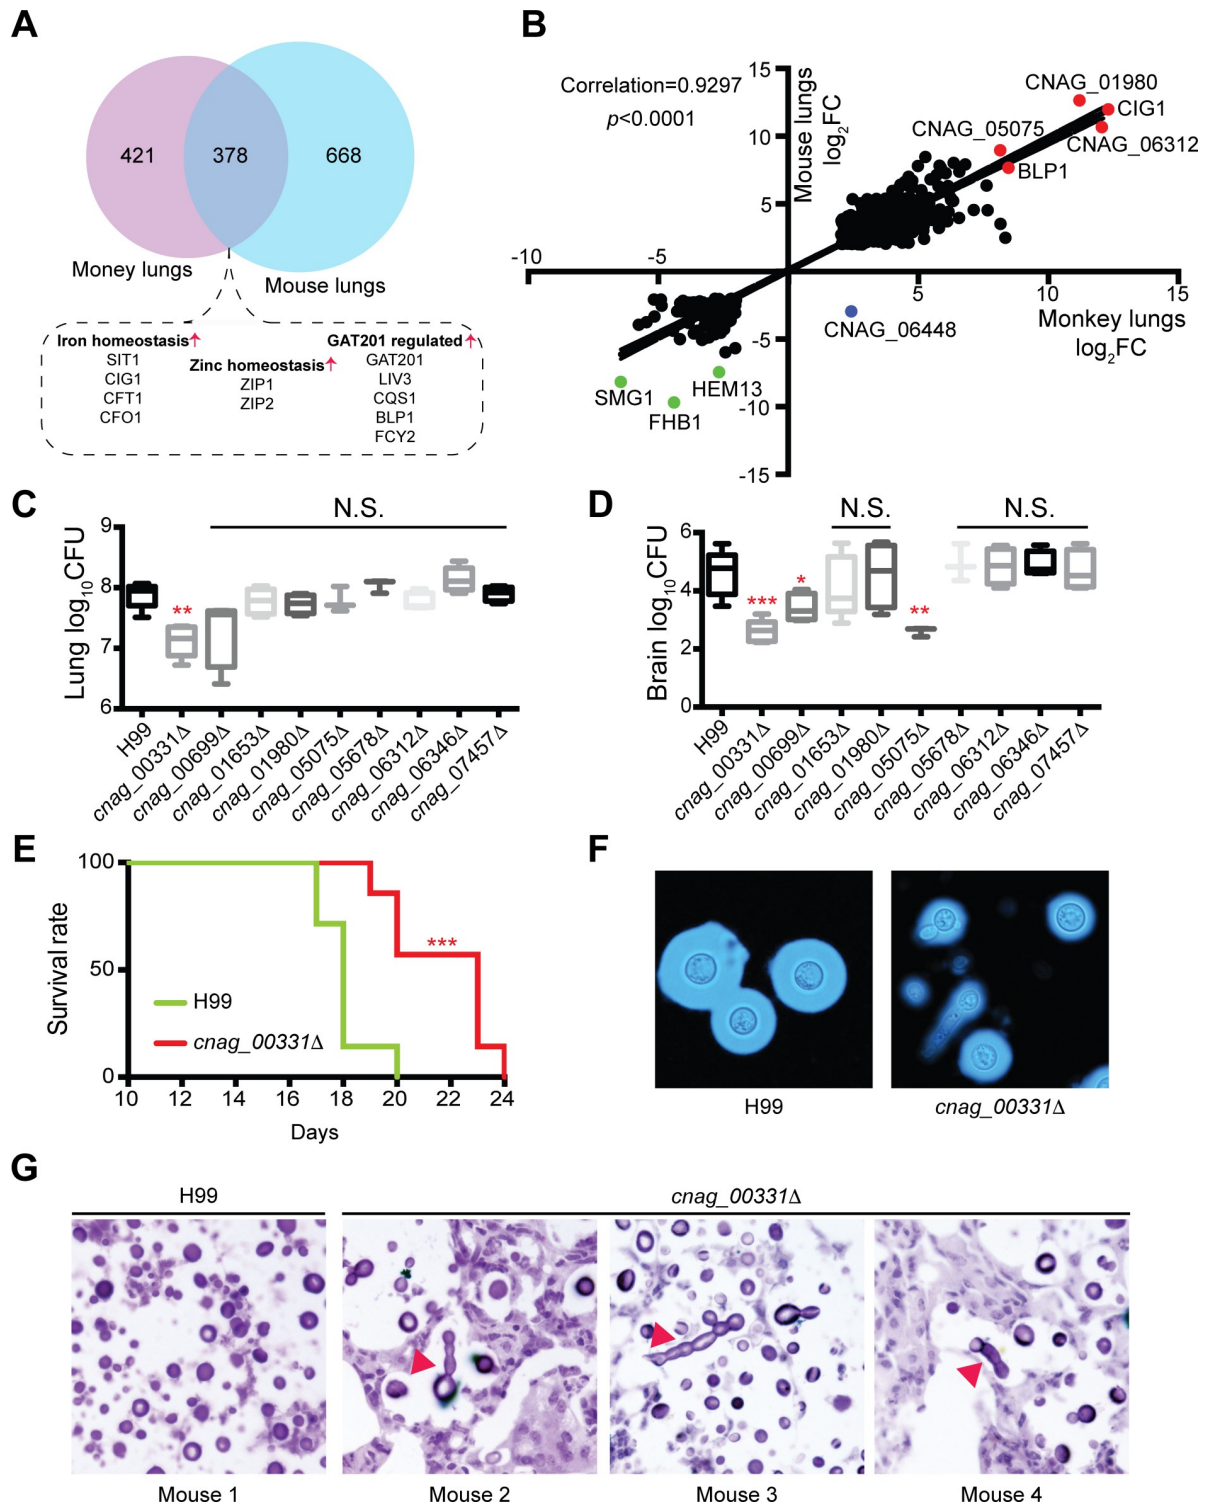 A
421
378
668
Money lungs
Mouse lungs
Iron homeostasis↑
SIT1
CIG1
CFT1
CFO1
Zinc homeostasis↑
ZIP1
ZIP2
GAT201 regulated↑
GAT201
LIV3
CQS1
BLP1
FCY2
B
Correlation=0.9297
p<0.0001
Mouse lungs
log2FC
15
10
5
-5
-10
-15
-10
-5
5
10
15
Monkey lungs
log2FC
CNAG_01980
CIG1
CNAG_05075
CNAG_06312
BLP1
CNAG_06448
SMG1
HEM13
FHB1
C
N.S.
Lung log10CFU
9
8
7
6
**
H99
cnag_00331Δ
cnag_00699Δ
cnag_01653Δ
cnag_01980Δ
cnag_05075Δ
cnag_05678Δ
cnag_06312Δ
cnag_06346Δ
cnag_07457Δ
D
N.S.
N.S.
Brain log10CFU
6
4
2
0
***
*
**
H99
cnag_00331Δ
cnag_00699Δ
cnag_01653Δ
cnag_01980Δ
cnag_05075Δ
cnag_05678Δ
cnag_06312Δ
cnag_06346Δ
cnag_07457Δ
E
Survival rate
100
50
0
***
H99
cnag_00331Δ
10 12 14 16 18 20 22 24
Days
F
H99
cnag_00331Δ
G
H99
cnag_00331Δ
Mouse 1
Mouse 2
Mouse 3
Mouse 4